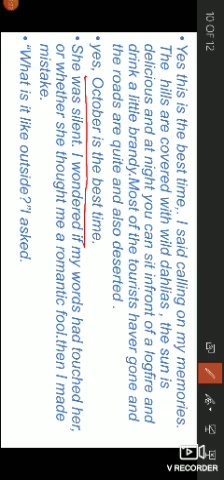 10 OF 12
• Yes this is the best time,. I said calling on my memories.
The hills are covered with wild dahlias , the sun is
delicious and at night you can sit infront of a logfire and
drink a little brandy.Most of the tourists haver gone and
the roads are quite and also deserted .
• yes, October is the best time.
• She was silent. I wondered if my words had touched her,
or whether she thought me a romantic fool.then I made
mistake.
• "What is it like outside?"I asked.
V RECORDER